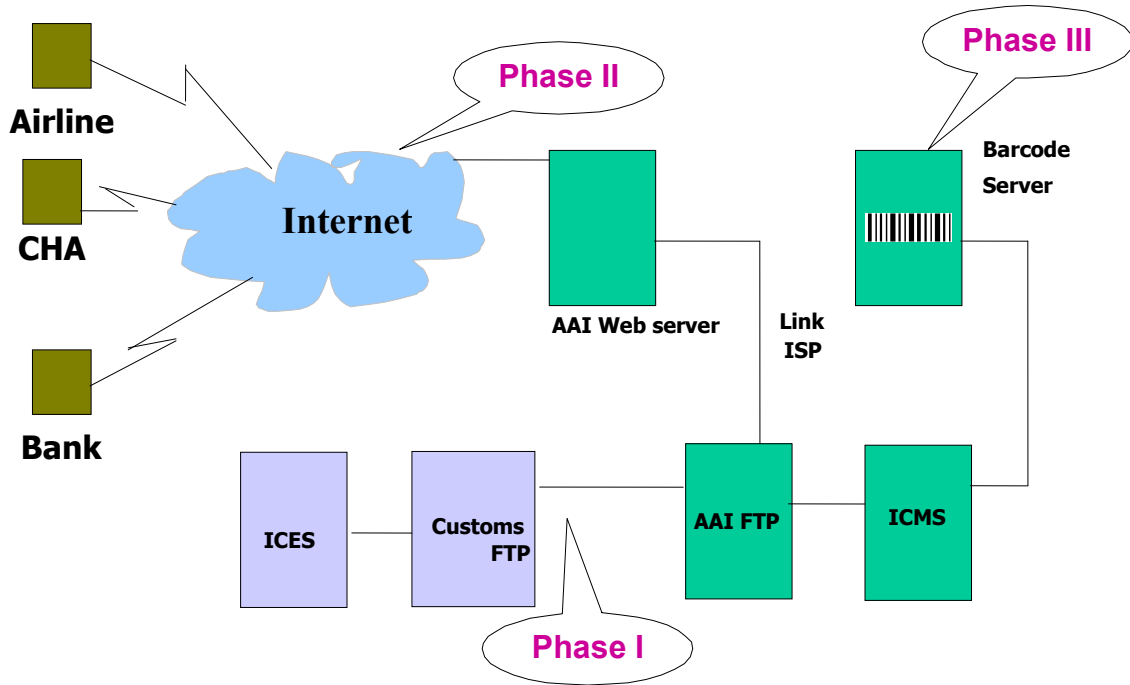 Phase III
Phase II
Airline
Barcode
Server
CHA
Internet
AAI Web server
Link
ISP
Bank
ICES
Customs
FTP
AAI FTP
ICMS
Phase I